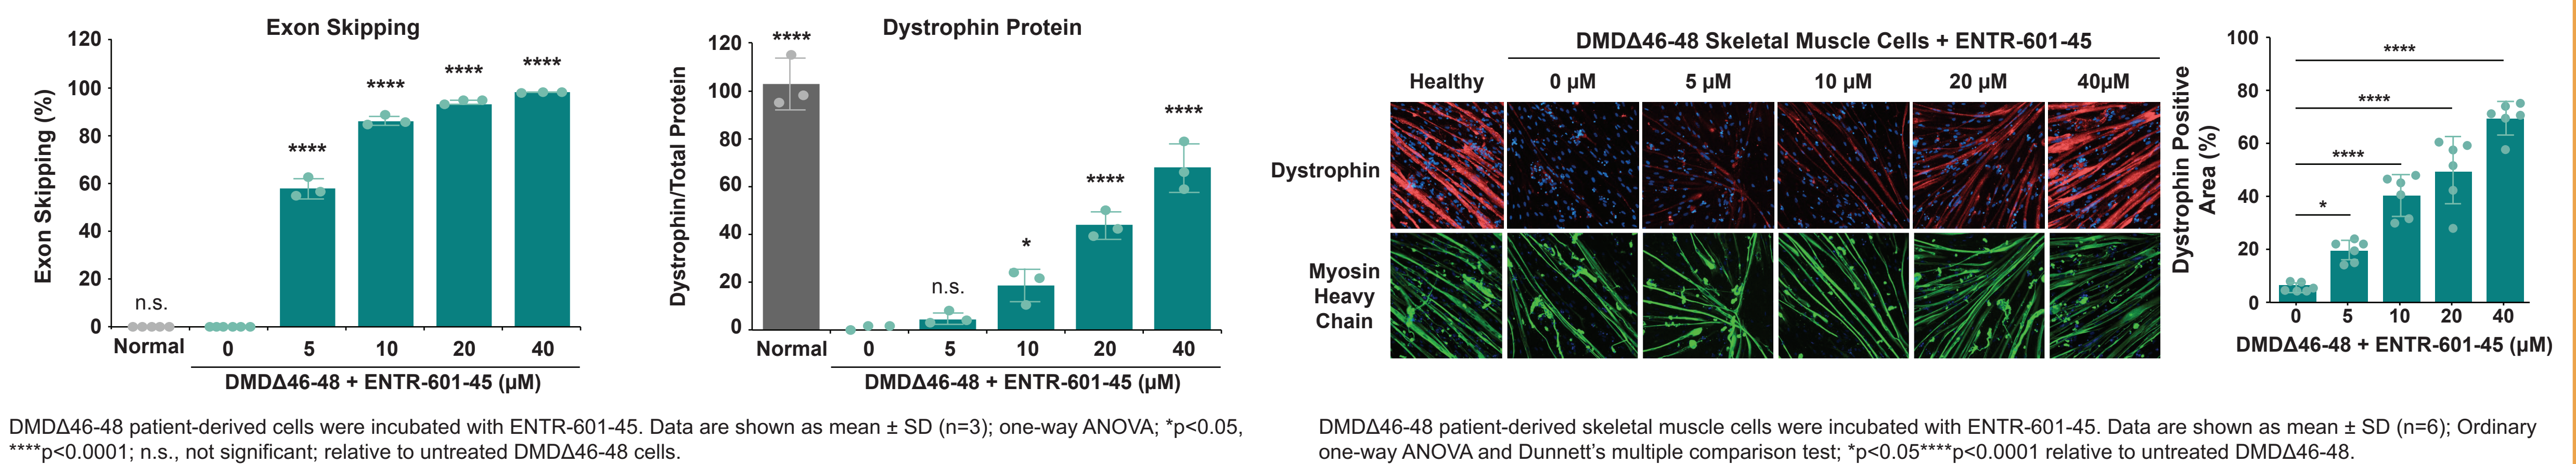 Exon Skipping
Exon Skipping (%)
120
100
80
60
40
20
0
n.s.
****
****
****
****
Normal 0 5 10 20 40
DMDΔ46-48 + ENTR-601-45 (µM)
Dystrophin Protein
Dystrophin/Total Protein
120
100
80
60
40
20
0
****
n.s.
*
****
****
Normal 0 5 10 20 40
DMDΔ46-48 + ENTR-601-45 (µM)
DMDΔ46-48 patient-derived cells were incubated with ENTR-601-45. Data are shown as mean ± SD (n=3); one-way ANOVA; *p<0.05,
****p<0.0001; n.s., not significant; relative to untreated DMDΔ46-48 cells.
DMDΔ46-48 Skeletal Muscle Cells + ENTR-601-45
Healthy 0 µM 5 µM 10 µM 20 µM 40µM
Dystrophin
Myosin
Heavy
Chain
Dystrophin Positive
Area (%)
100
80
60
40
20
0
*
****
****
****
0 5 10 20 40
DMDΔ46-48 + ENTR-601-45 (µM)
DMDΔ46-48 patient-derived skeletal muscle cells were incubated with ENTR-601-45. Data are shown as mean ± SD (n=6); Ordinary
one-way ANOVA and Dunnett's multiple comparison test; *p<0.05****p<0.0001 relative to untreated DMDΔ46-48.